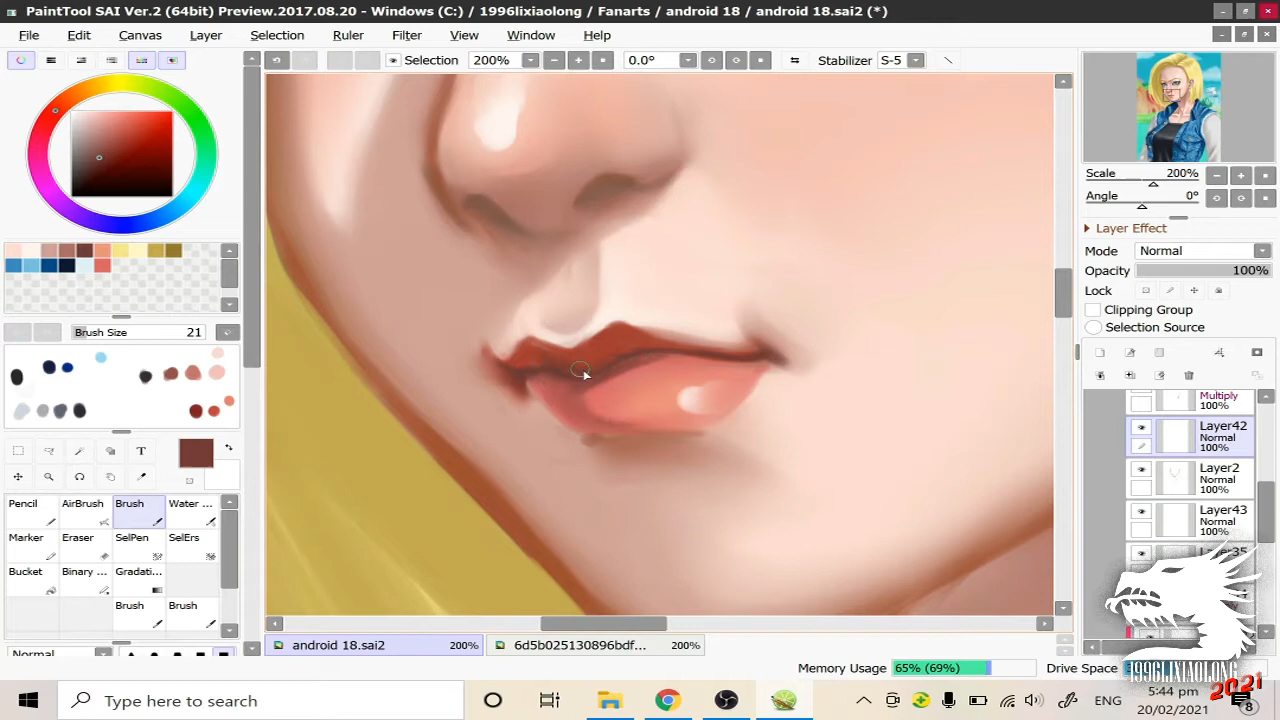 PaintTool SAI Ver.2 (64bit) Preview.2017.08.20 - Windows (C:) / 1996lixiaolong / Fanarts / android 18 / android 18.sai2 (*)
File Edit Canvas Layer Selection Ruler Filter View Window Help
Selection 200% 0.0° Stabilizer S-5
Scale 200%
Angle 0°
Layer Effect
Mode Normal
Opacity 100%
Lock
Clipping Group
Selection Source
Brush Size 21
T
Pencil AirBrush Brush Water ...
Marker Eraser SelPen SelErs
Bucket Binary ... Gradati...
Brush Brush
Normal
Multiply
100%
Layer42
Normal
100%
Layer2
Normal
100%
Layer43
Normal
100%
Layer35
android 18.sai2 200% 6d5b025130896bdf... 200%
Memory Usage 65% (69%) Drive Space
1996LIXIAOLONG
2021
Type here to search
ENG
5:44 pm
20/02/2021
8